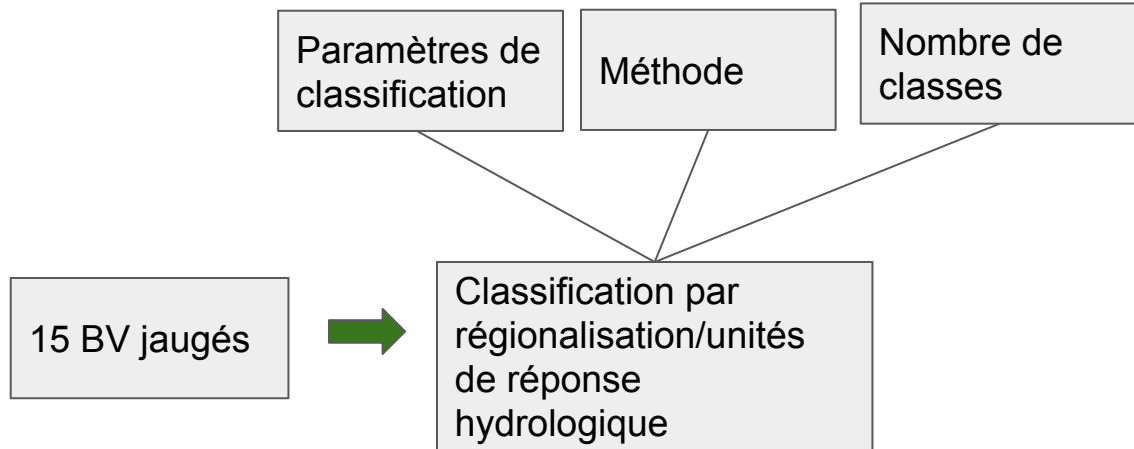 Paramètres de
classification
Méthode
Nombre de
classes
15 BV jaugés
Classification par
régionalisation/unités
de réponse
hydrologique